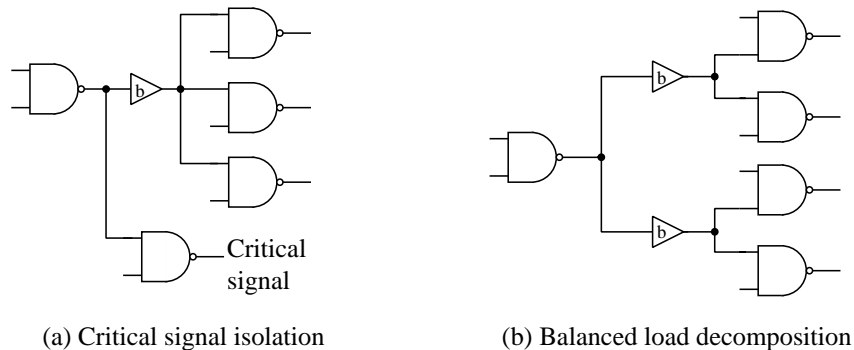 b
Critical
signal
(a) Critical signal isolation
b
b
(b) Balanced load decomposition